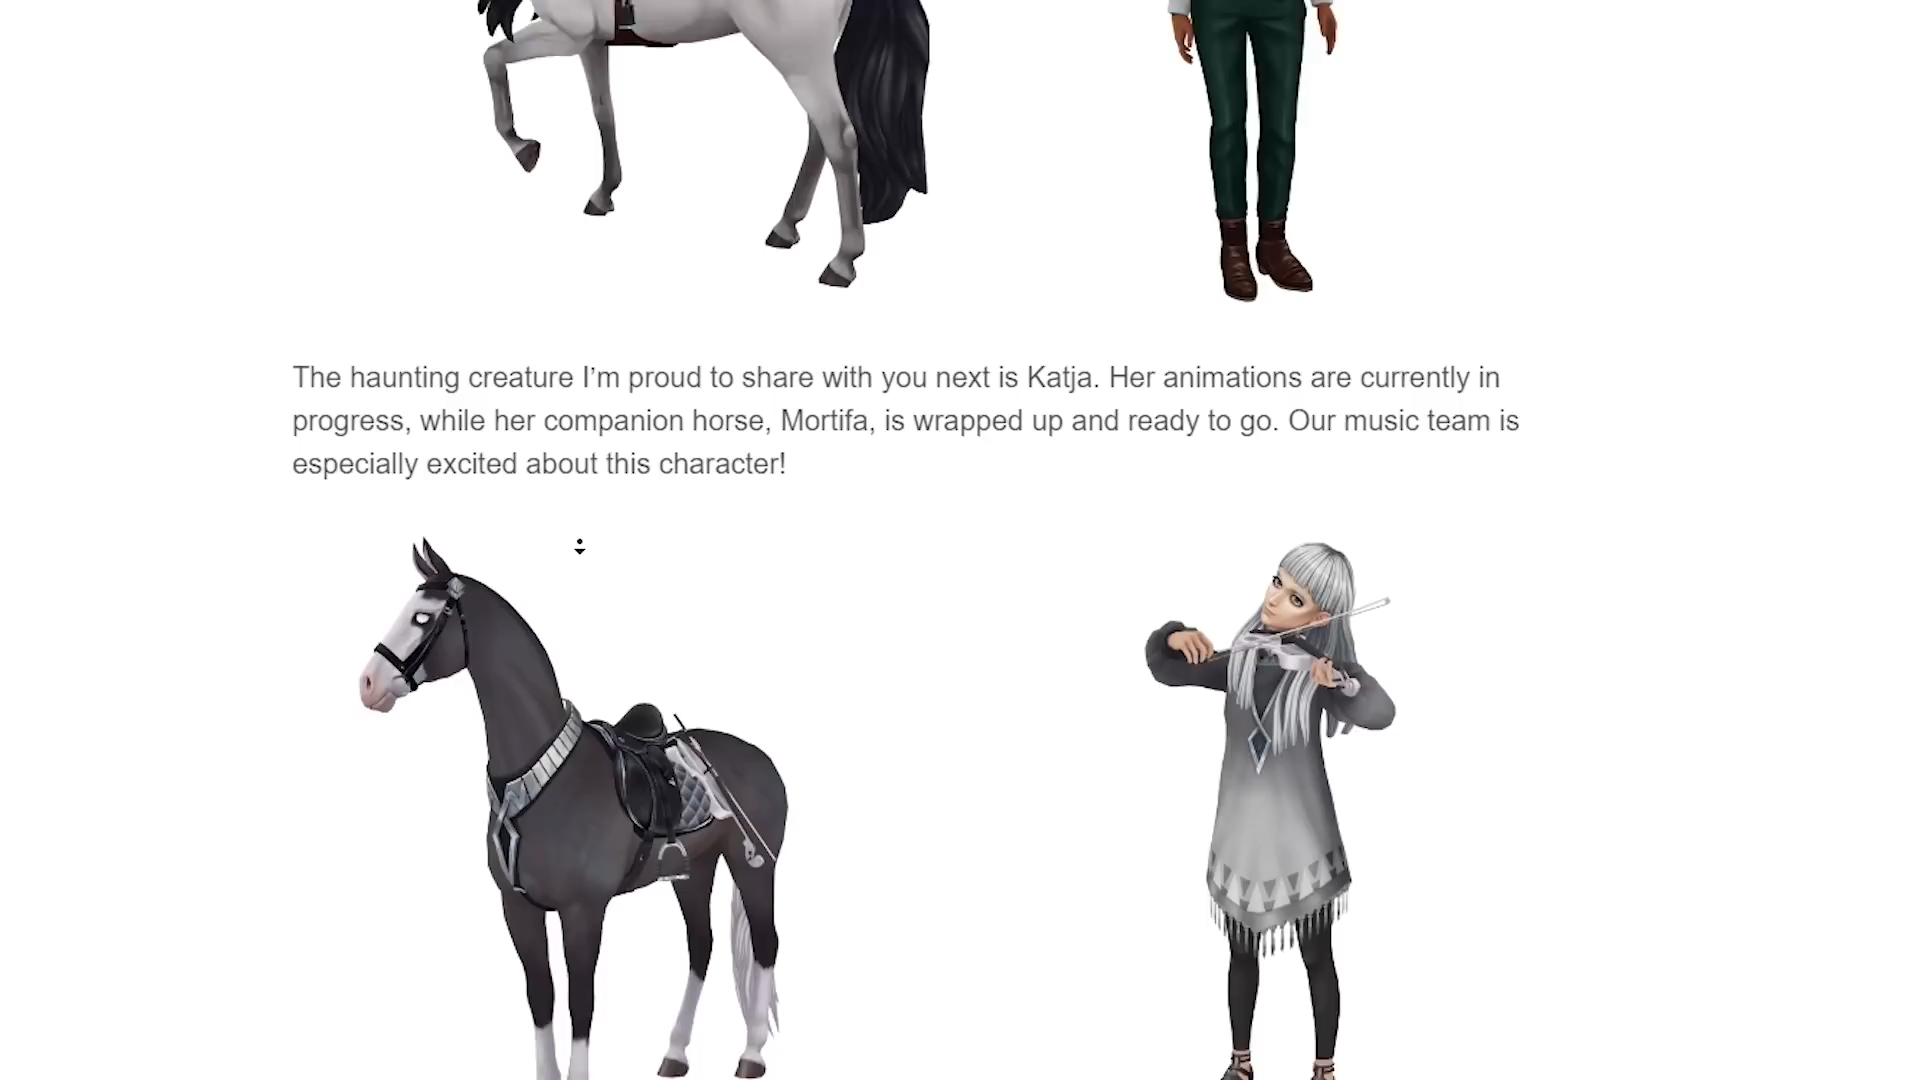 The haunting creature I’m proud to share with you next is Katja. Her animations are currently in
progress, while her companion horse, Mortifa, is wrapped up and ready to go. Our music team is
especially excited about this character!